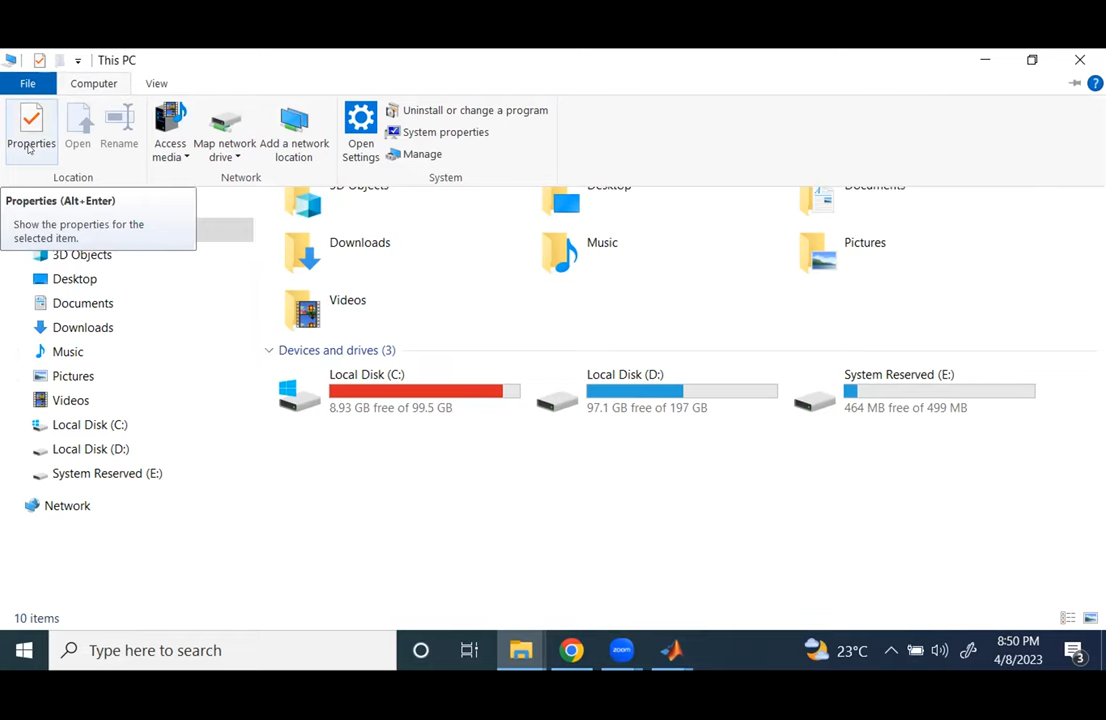 This PC
File
Computer
View
?
Properties
Open
Rename
Access media
Map network drive
Add a network location
Open Settings
Uninstall or change a program
System properties
Manage
Location
Network
System
Properties (Alt+Enter)
Show the properties for the
selected item.
3D Objects
Desktop
Documents
Downloads
Music
Pictures
Videos
Local Disk (C:)
Local Disk (D:)
System Reserved (E:)
Network
3D Objects
Desktop
Documents
Downloads
Music
Pictures
Videos
Devices and drives (3)
Local Disk (C:)
8.93 GB free of 99.5 GB
Local Disk (D:)
97.1 GB free of 197 GB
System Reserved (E:)
464 MB free of 499 MB
10 items
Type here to search
zoom
23°C
8:50 PM
4/8/2023
3